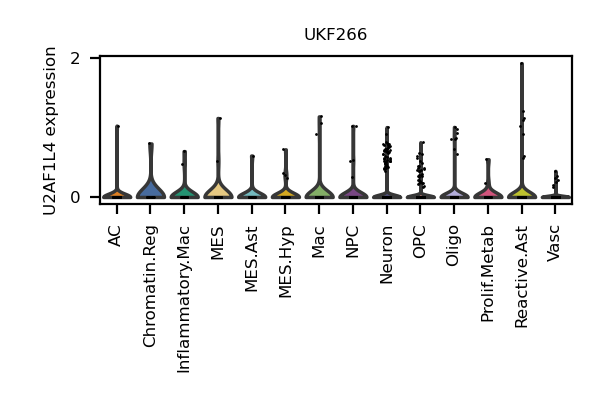 UKF266
U2AF1L4 expression
2
0
AC
Chromatin.Reg
Inflammatory.Mac
MES
MES.Ast
MES.Hyp
Mac
NPC
Neuron
OPC
Oligo
Prolif.Metab
Reactive.Ast
Vasc